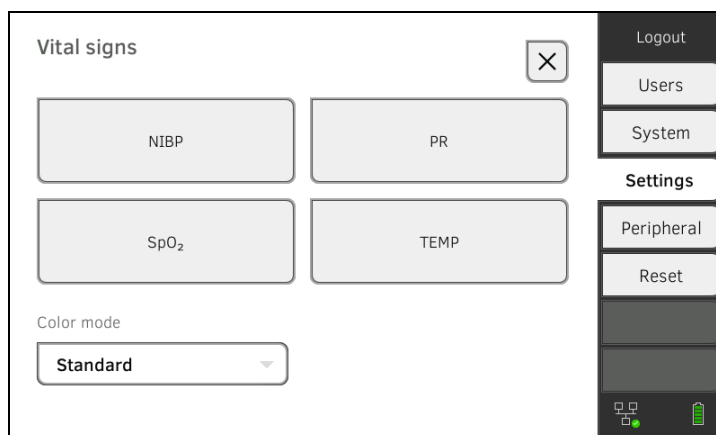 Vital signs
NIBP
PR
SpO₂
TEMP
Color mode
Standard
Logout
Users
System
Settings
Peripheral
Reset